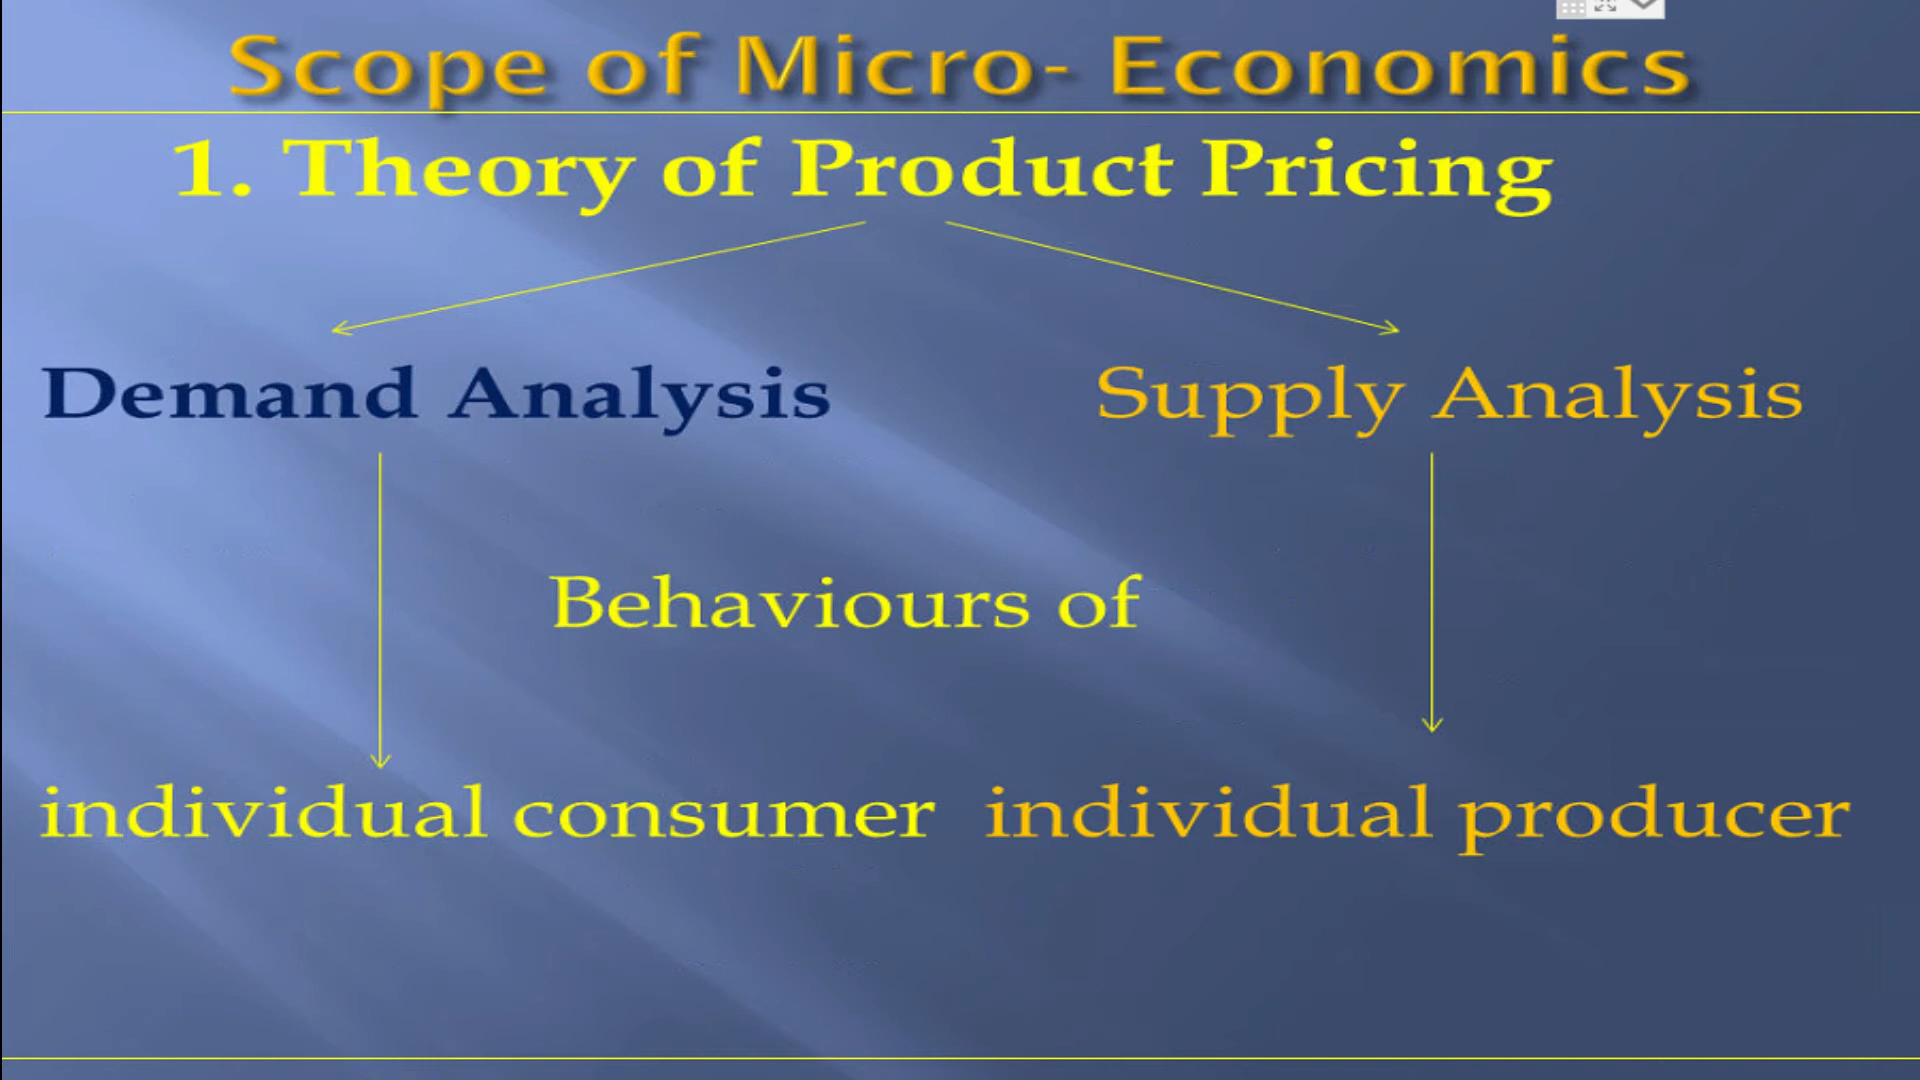 Scope of Micro- Economics
1. Theory of Product Pricing
Demand Analysis
Supply Analysis
Behaviours of
individual consumer
individual producer